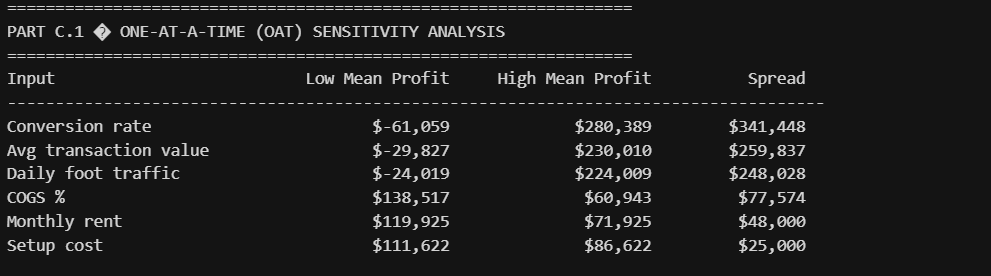 ==================================================================
PART C.1 � ONE-AT-A-TIME (OAT) SENSITIVITY ANALYSIS
==================================================================
Input Low Mean Profit High Mean Profit Spread
--------------------------------------------------------------------------------------
Conversion rate $-61,059 $280,389 $341,448
Avg transaction value $-29,827 $230,010 $259,837
Daily foot traffic $-24,019 $224,009 $248,028
COGS % $138,517 $60,943 $77,574
Monthly rent $119,925 $71,925 $48,000
Setup cost $111,622 $86,622 $25,000